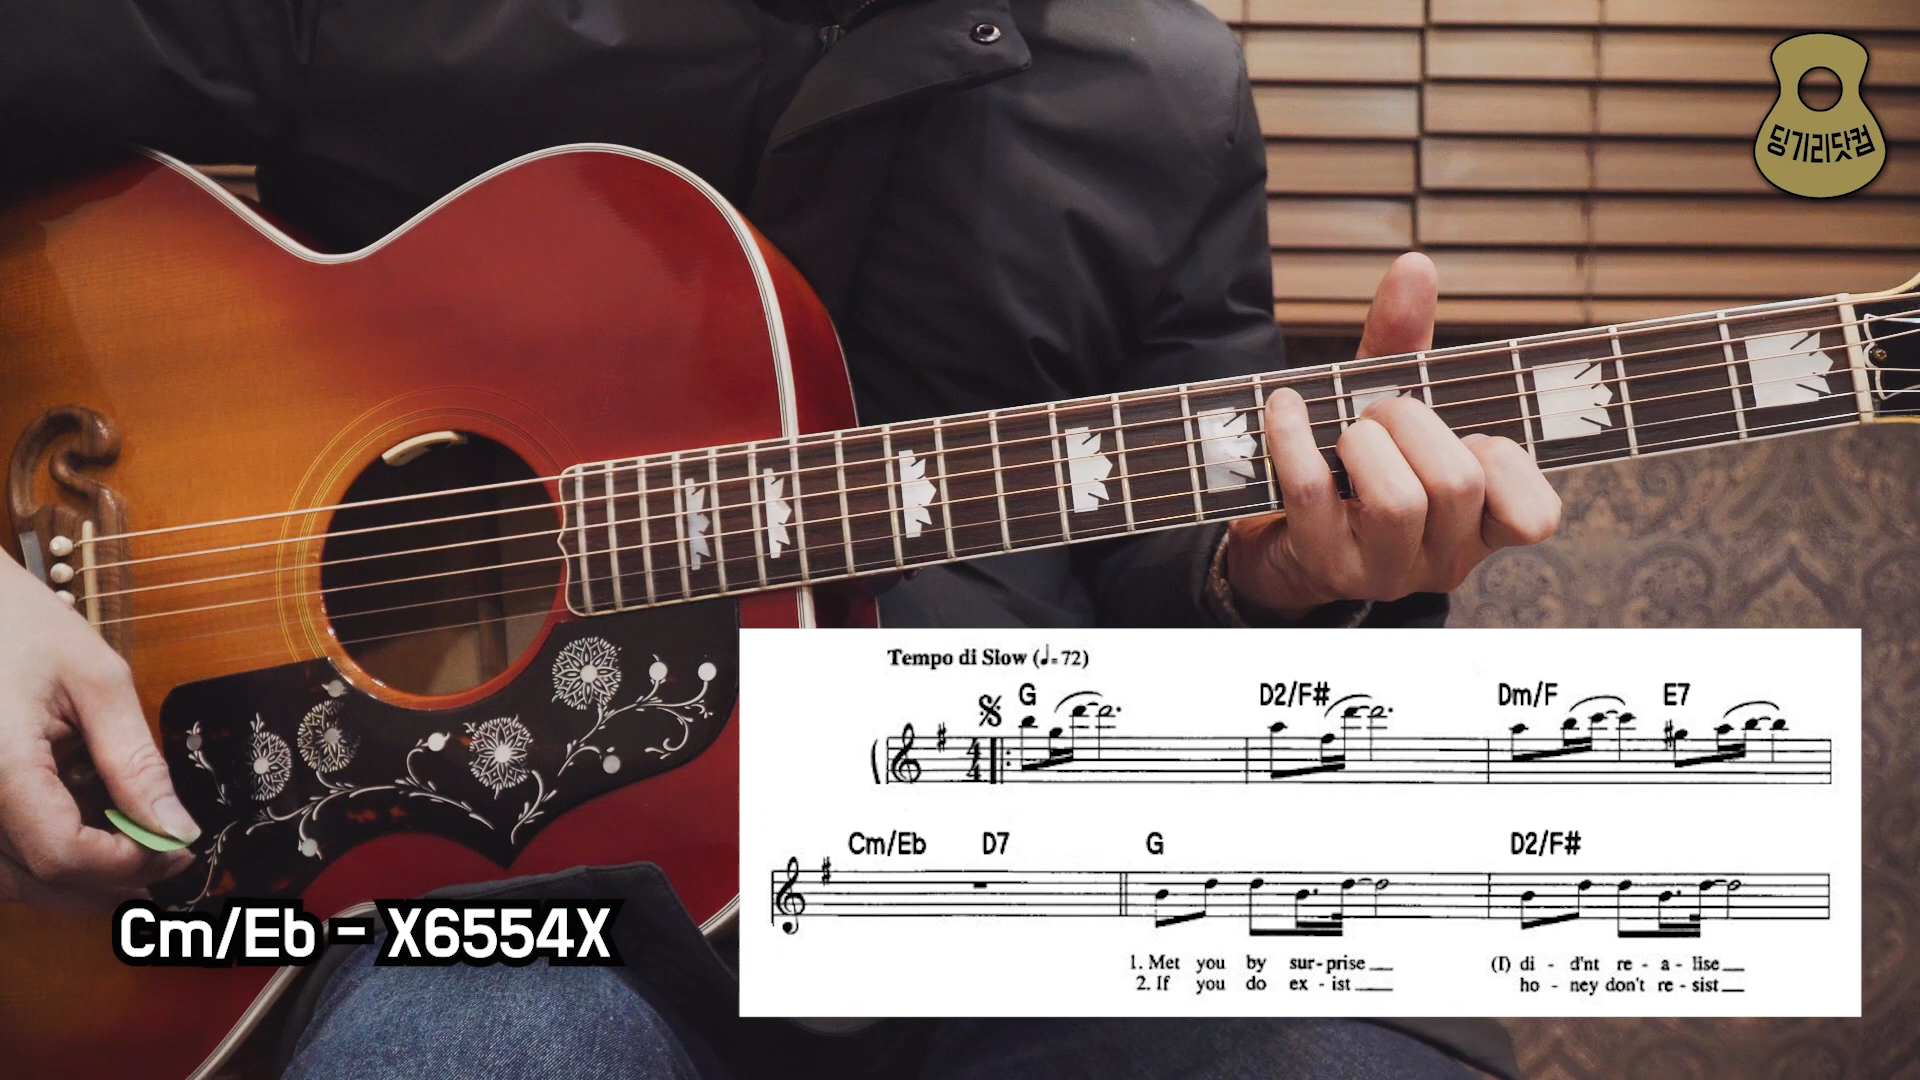 딩기리닷컴
Tempo di Slow (♩=72)
G D2/F# Dm/F E7
4
4
Cm/Eb D7 G D2/F#
1. Met you by sur-prise (I) di - d'nt re - a - lise
2. If you do ex - ist ho - ney don't re - sist
Cm/Eb - X6554X